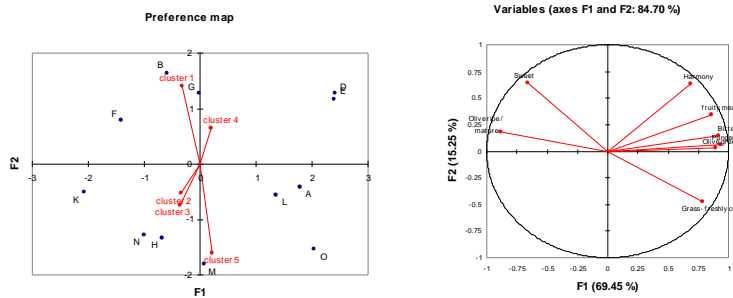 Preference map
2
B
cluster 1
G
D
E
F
1
cluster 4
F2
0
-3
-2
-1
0
1
2
3
K
cluster 2
cluster 3
A
L
-1
N
H
O
cluster 5
M
-2
F1
Variables (axes F1 and F2: 84.70 %)
1
0.75
Sweet
Harmony
0.5
fruity mea
0.25
mature
Bitte
0
Grass- freshly c
-0.25
-0.5
-0.75
-1
-1
-0.75
-0.5
-0.25
0
0.25
0.5
0.75
1
F2 (15.25 %)
F1 (69.45 %)